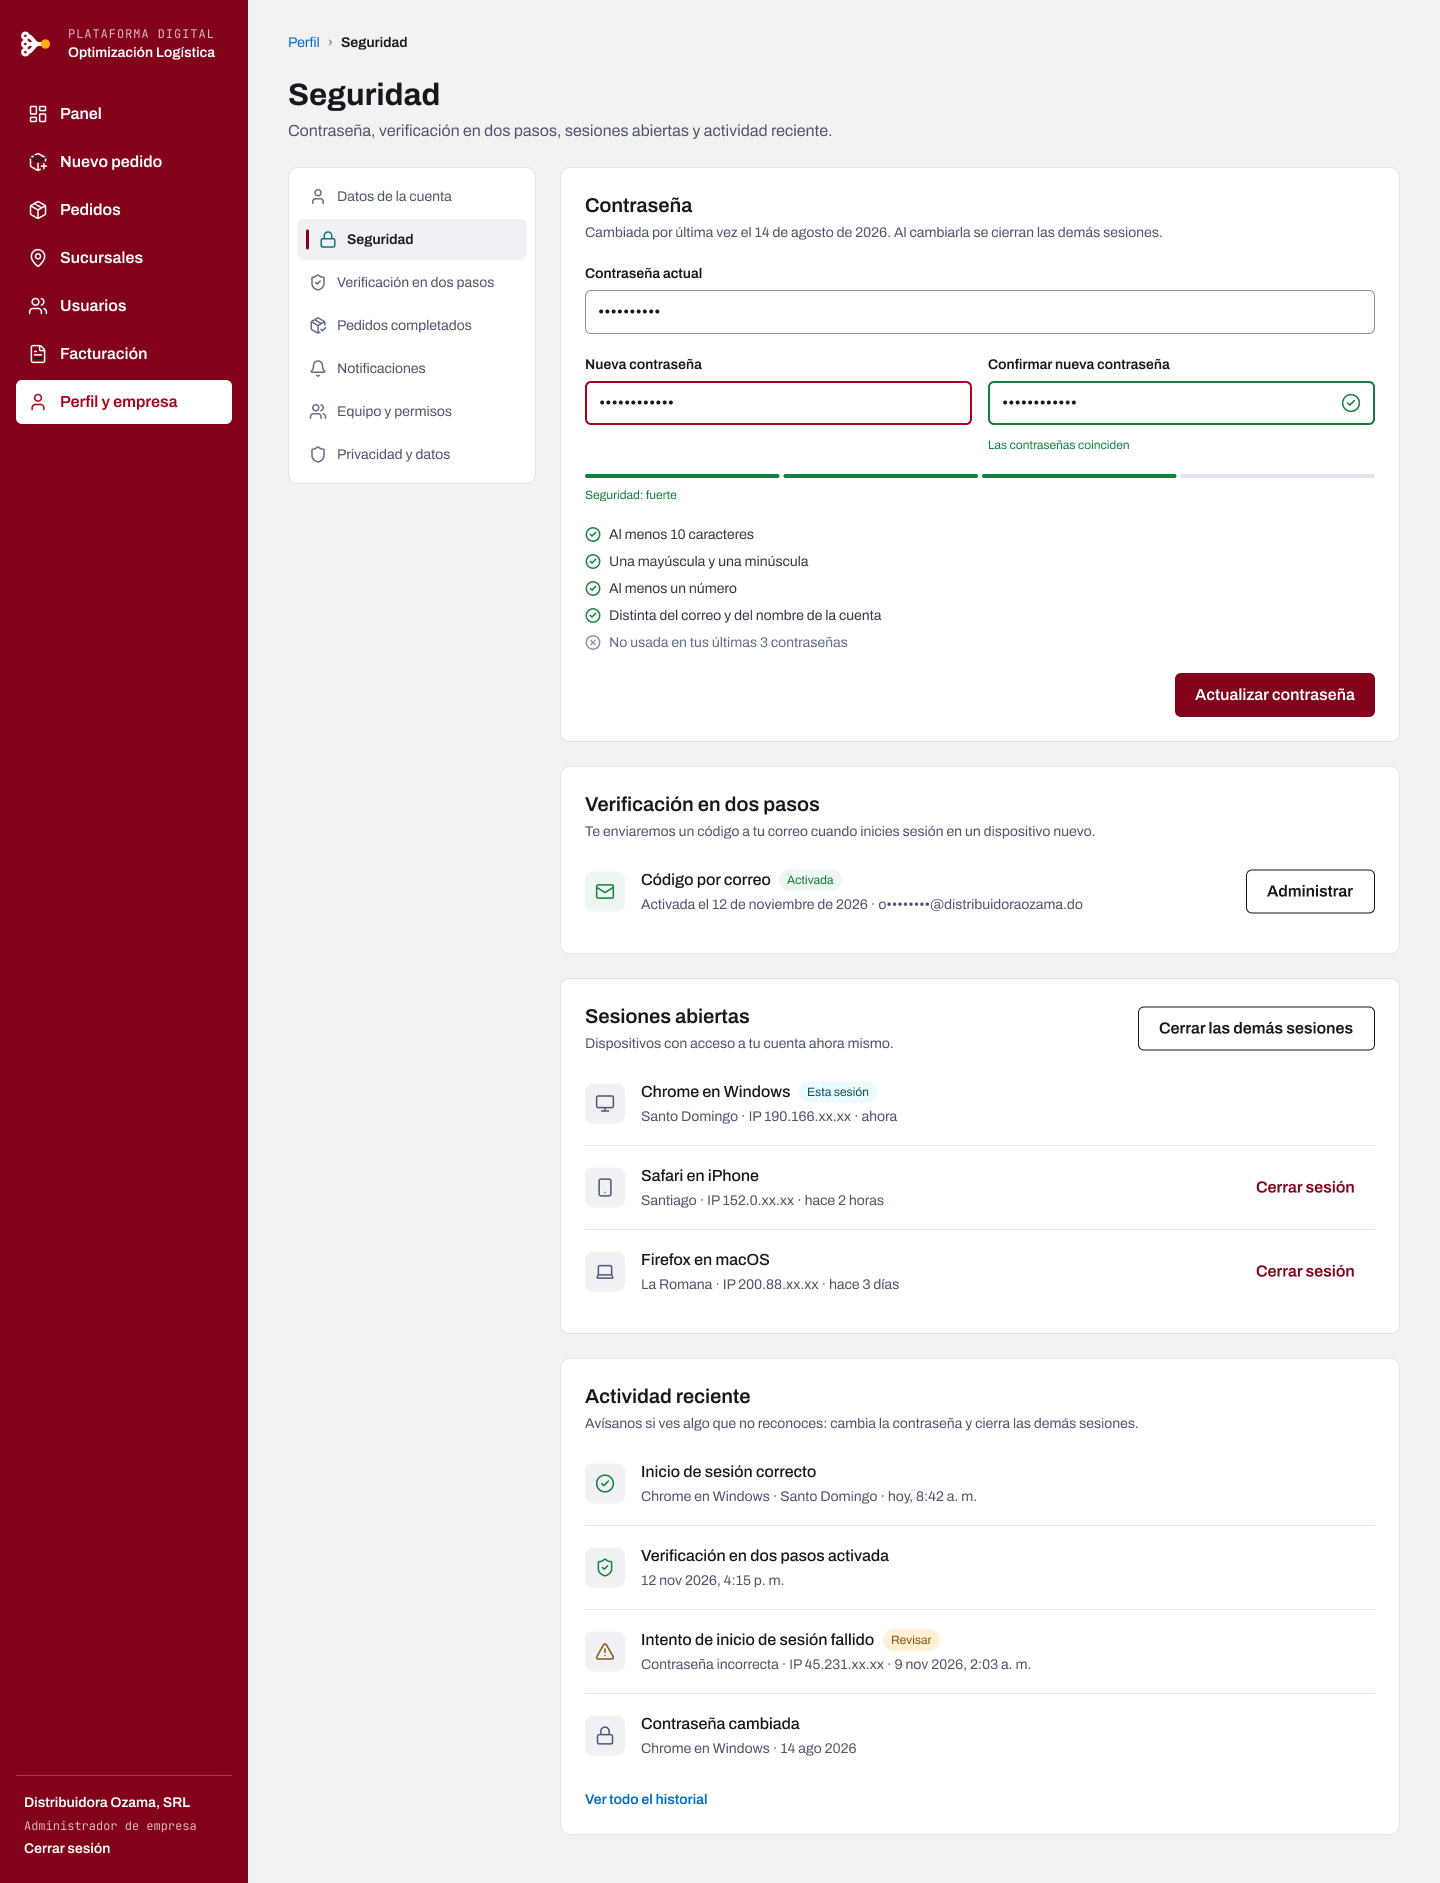 PLATAFORMA DIGITAL
Optimización Logística
Panel
Nuevo pedido
Pedidos
Sucursales
Usuarios
Facturación
Perfil y empresa
Distribuidora Ozama, SRL
Administrador de empresa
Cerrar sesión
Perfil › Seguridad
Seguridad
Contraseña, verificación en dos pasos, sesiones abiertas y actividad reciente.
Datos de la cuenta
Seguridad
Verificación en dos pasos
Pedidos completados
Notificaciones
Equipo y permisos
Privacidad y datos
Contraseña
Cambiada por última vez el 14 de agosto de 2026. Al cambiarla se cierran las demás sesiones.
Contraseña actual
••••••••••
Nueva contraseña
••••••••••••
Confirmar nueva contraseña
••••••••••••
Las contraseñas coinciden
Seguridad: fuerte
Al menos 10 caracteres
Una mayúscula y una minúscula
Al menos un número
Distinta del correo y del nombre de la cuenta
No usada en tus últimas 3 contraseñas
Actualizar contraseña
Verificación en dos pasos
Te enviaremos un código a tu correo cuando inicies sesión en un dispositivo nuevo.
Código por correo Activada
Activada el 12 de noviembre de 2026 · o••••••••@distribuidoraozama.do
Administrar
Sesiones abiertas
Dispositivos con acceso a tu cuenta ahora mismo.
Cerrar las demás sesiones
Chrome en Windows Esta sesión
Santo Domingo · IP 190.166.xx.xx · ahora
Safari en iPhone
Santiago · IP 152.0.xx.xx · hace 2 horas
Cerrar sesión
Firefox en macOS
La Romana · IP 200.88.xx.xx · hace 3 días
Cerrar sesión
Actividad reciente
Avísanos si ves algo que no reconoces: cambia la contraseña y cierra las demás sesiones.
Inicio de sesión correcto
Chrome en Windows · Santo Domingo · hoy, 8:42 a. m.
Verificación en dos pasos activada
12 nov 2026, 4:15 p. m.
Intento de inicio de sesión fallido Revisar
Contraseña incorrecta · IP 45.231.xx.xx · 9 nov 2026, 2:03 a. m.
Contraseña cambiada
Chrome en Windows · 14 ago 2026
Ver todo el historial